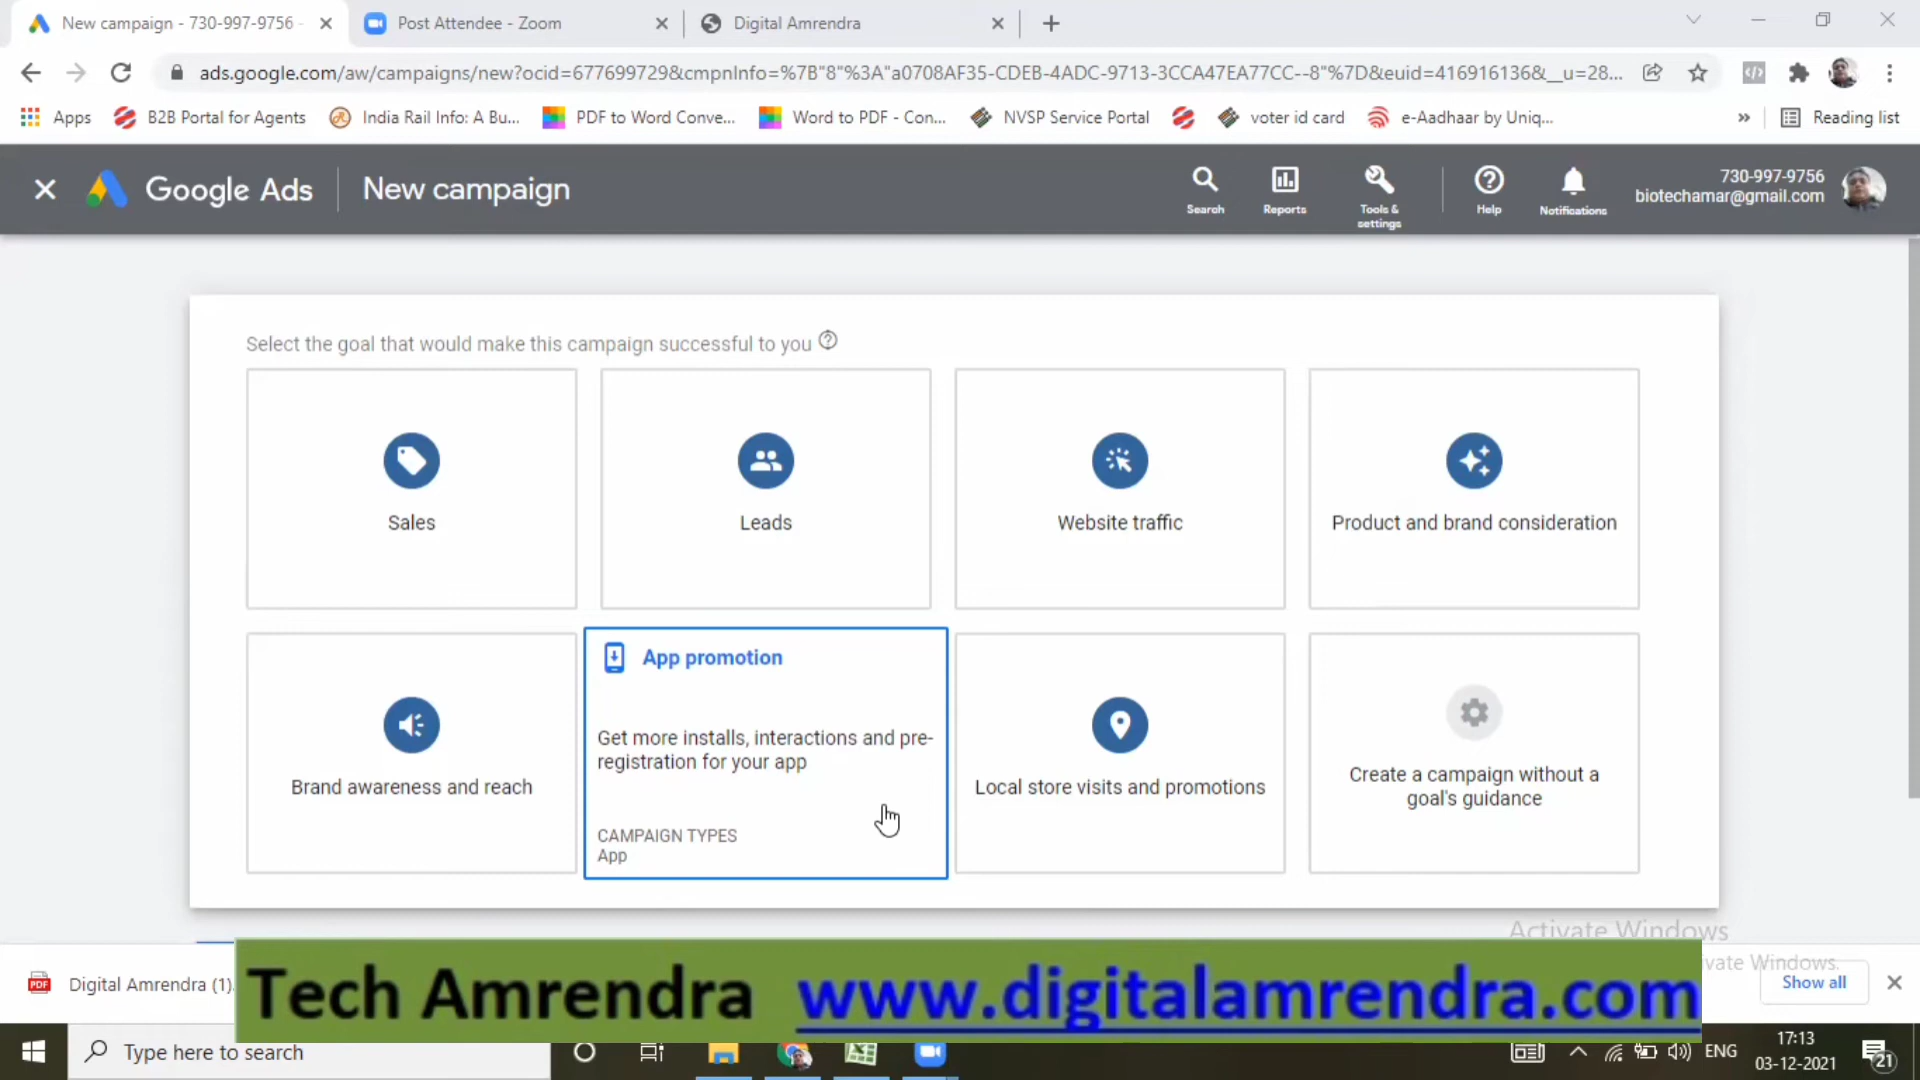 New campaign - 730-997-9756 -
Post Attendee - Zoom
Digital Amrendra
ads.google.com/aw/campaigns/new?ocid=677699729&cmpnInfo=%7B"8"%3A"a0708AF35-CDEB-4ADC-9713-3CCA47EA77CC--8"%7D&euid=416916136&__u=28...
Apps
B2B Portal for Agents
India Rail Info: A Bu...
PDF to Word Conve...
Word to PDF - Con...
NVSP Service Portal
voter id card
e-Aadhaar by Uniq...
»
Reading list
Google Ads
New campaign
Search
Reports
Tools &
settings
Help
Notifications
730-997-9756
biotechamar@gmail.com
Select the goal that would make this campaign successful to you
Sales
Leads
Website traffic
Product and brand consideration
Brand awareness and reach
App promotion
Get more installs, interactions and pre-
registration for your app
CAMPAIGN TYPES
App
Local store visits and promotions
Create a campaign without a
goal's guidance
Activate Windows
vate Windows.
PDF
Digital Amrendra (1).
Tech Amrendra www.digitalamrendra.com
Show all
Type here to search
ENG
17:13
03-12-2021
21